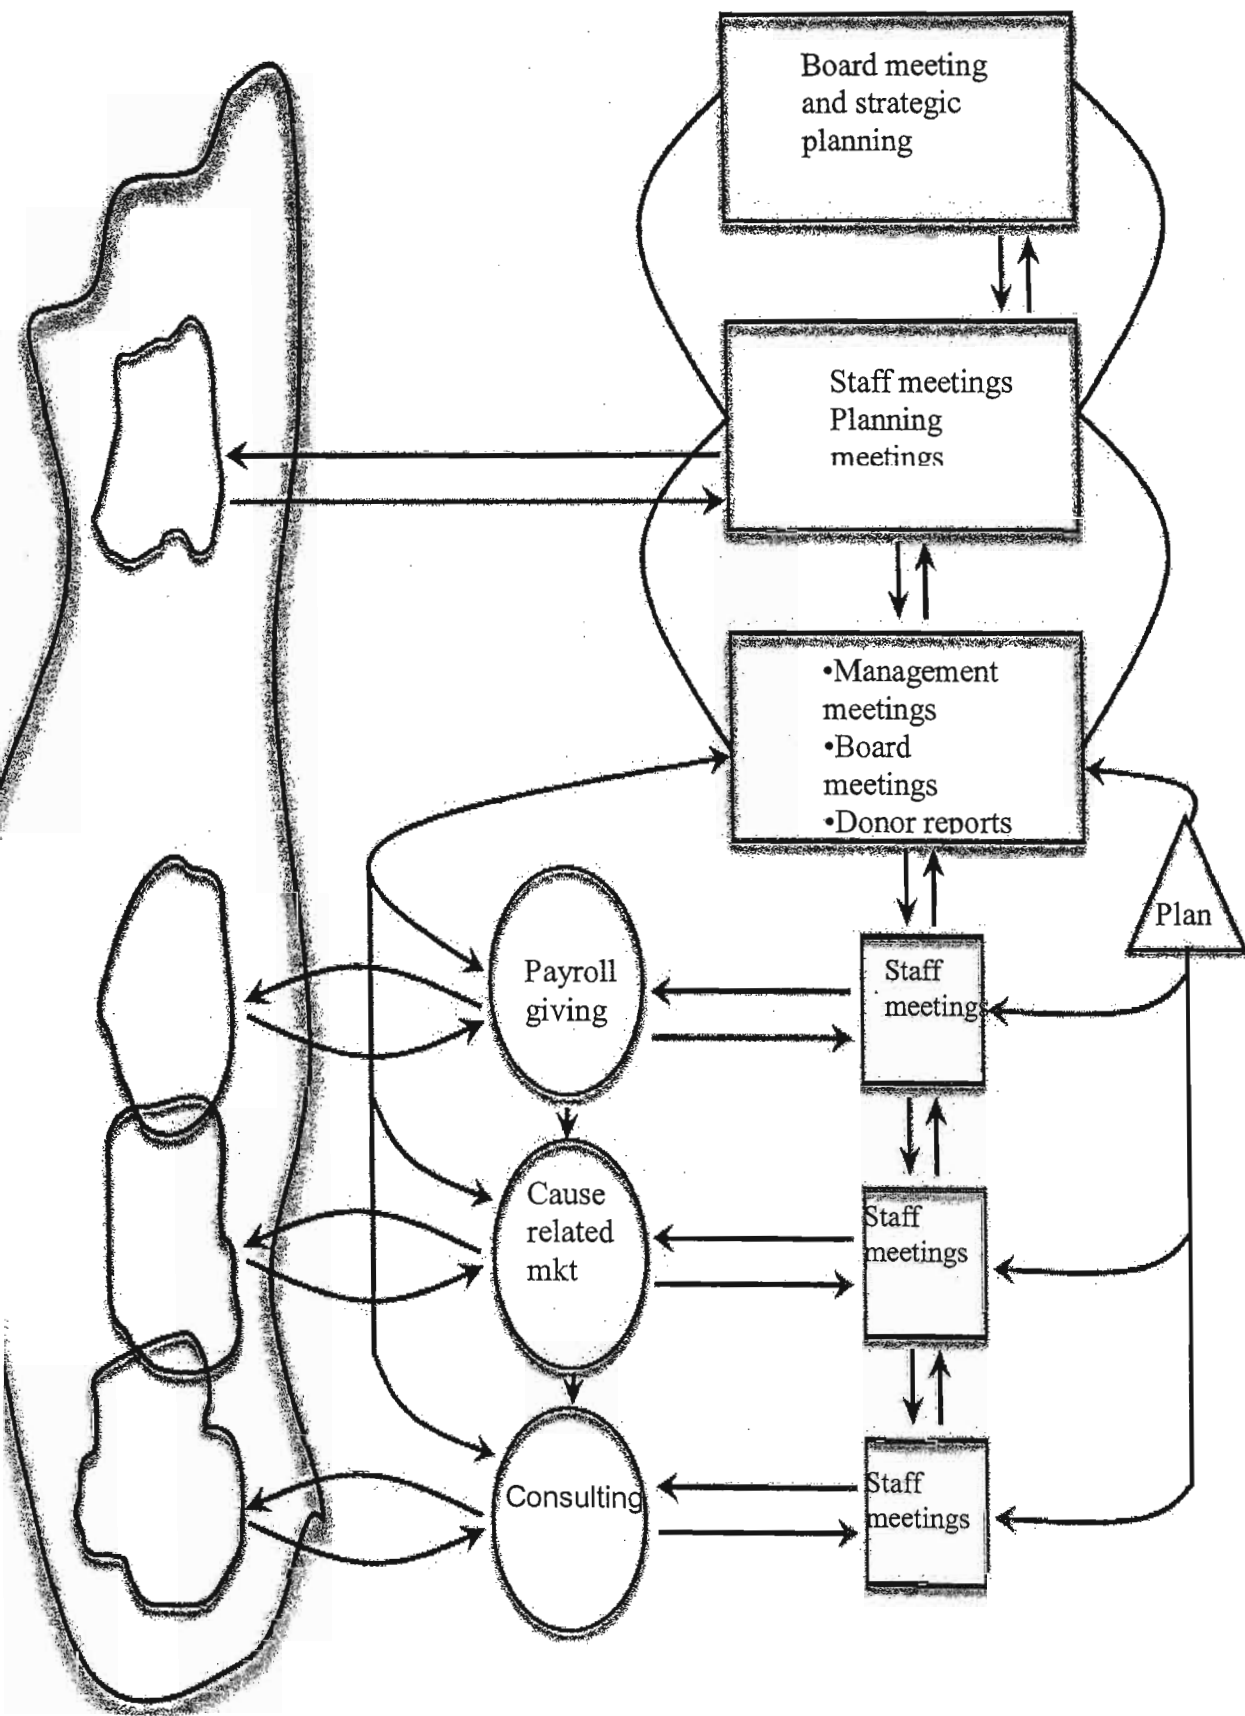 Board meeting
and strategic
planning
Staff meetings
Planning
meetings
•Management
meetings
•Board
meetings
•Donor reports
Plan
Payroll
giving
Staff
meetings
Cause
related
mkt
Staff
meetings
Consulting
Staff
meetings